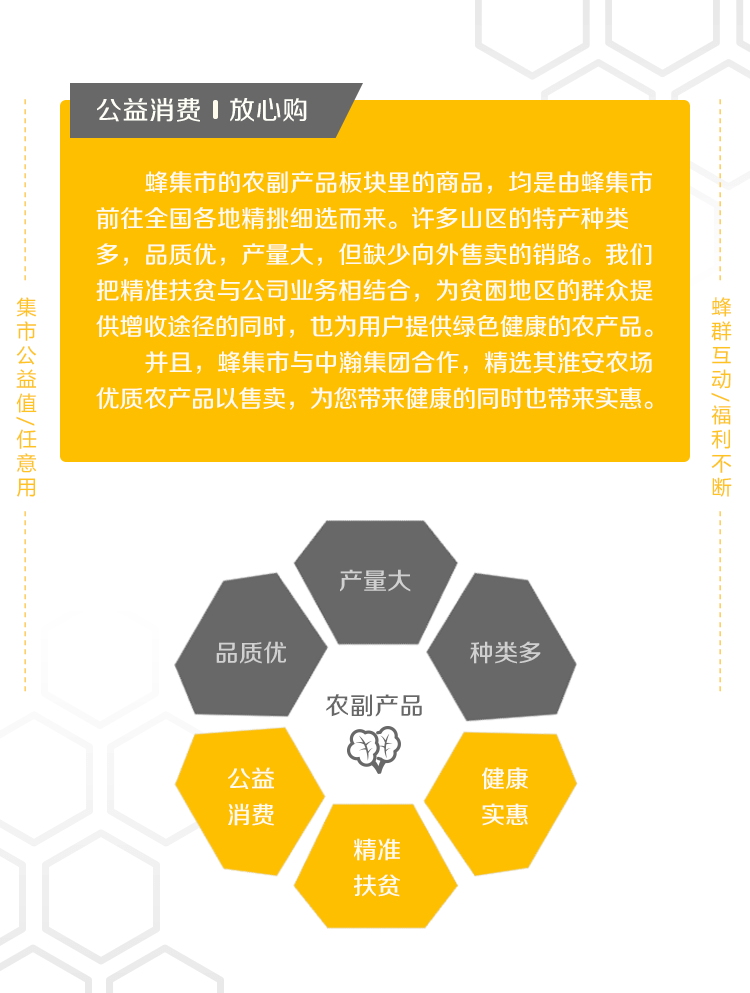 公益消费 I 放心购
蜂集市的农副产品板块里的商品，均是由蜂集市
前往全国各地精挑细选而来。许多山区的特产种类
多，品质优，产量大，但缺少向外售卖的销路。我们
把精准扶贫与公司业务相结合，为贫困地区的群众提
供增收途径的同时，也为用户提供绿色健康的农产品。
并且，蜂集市与中瀚集团合作，精选其淮安农场
优质农产品以售卖，为您带来健康的同时也带来实惠。
集市公益值/任意用
蜂群互动/福利不断
产量大
品质优
种类多
农副产品
公益
消费
健康
实惠
精准
扶贫